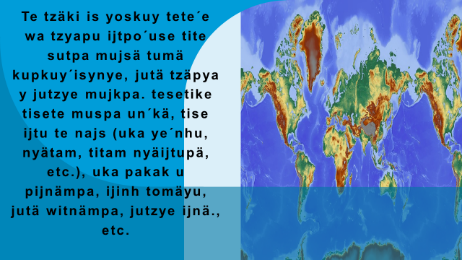 Te tzäki is yoskuy tete´e
wa tzyapu ijtpo´use tite
sutpa mujsä tumä
kupkuy´isynye, jutä tzäpya
y jutzye mujkpa. tesetike
tisete muspa un´kä, tise
ijtu te najs (uka ye´nhu,
nyätam, titam nyäijtupä,
etc.), uka pakak u
pijnämpa, ijinh tomäyu,
jutä witnämpa, jutzye ijnä.,
etc.